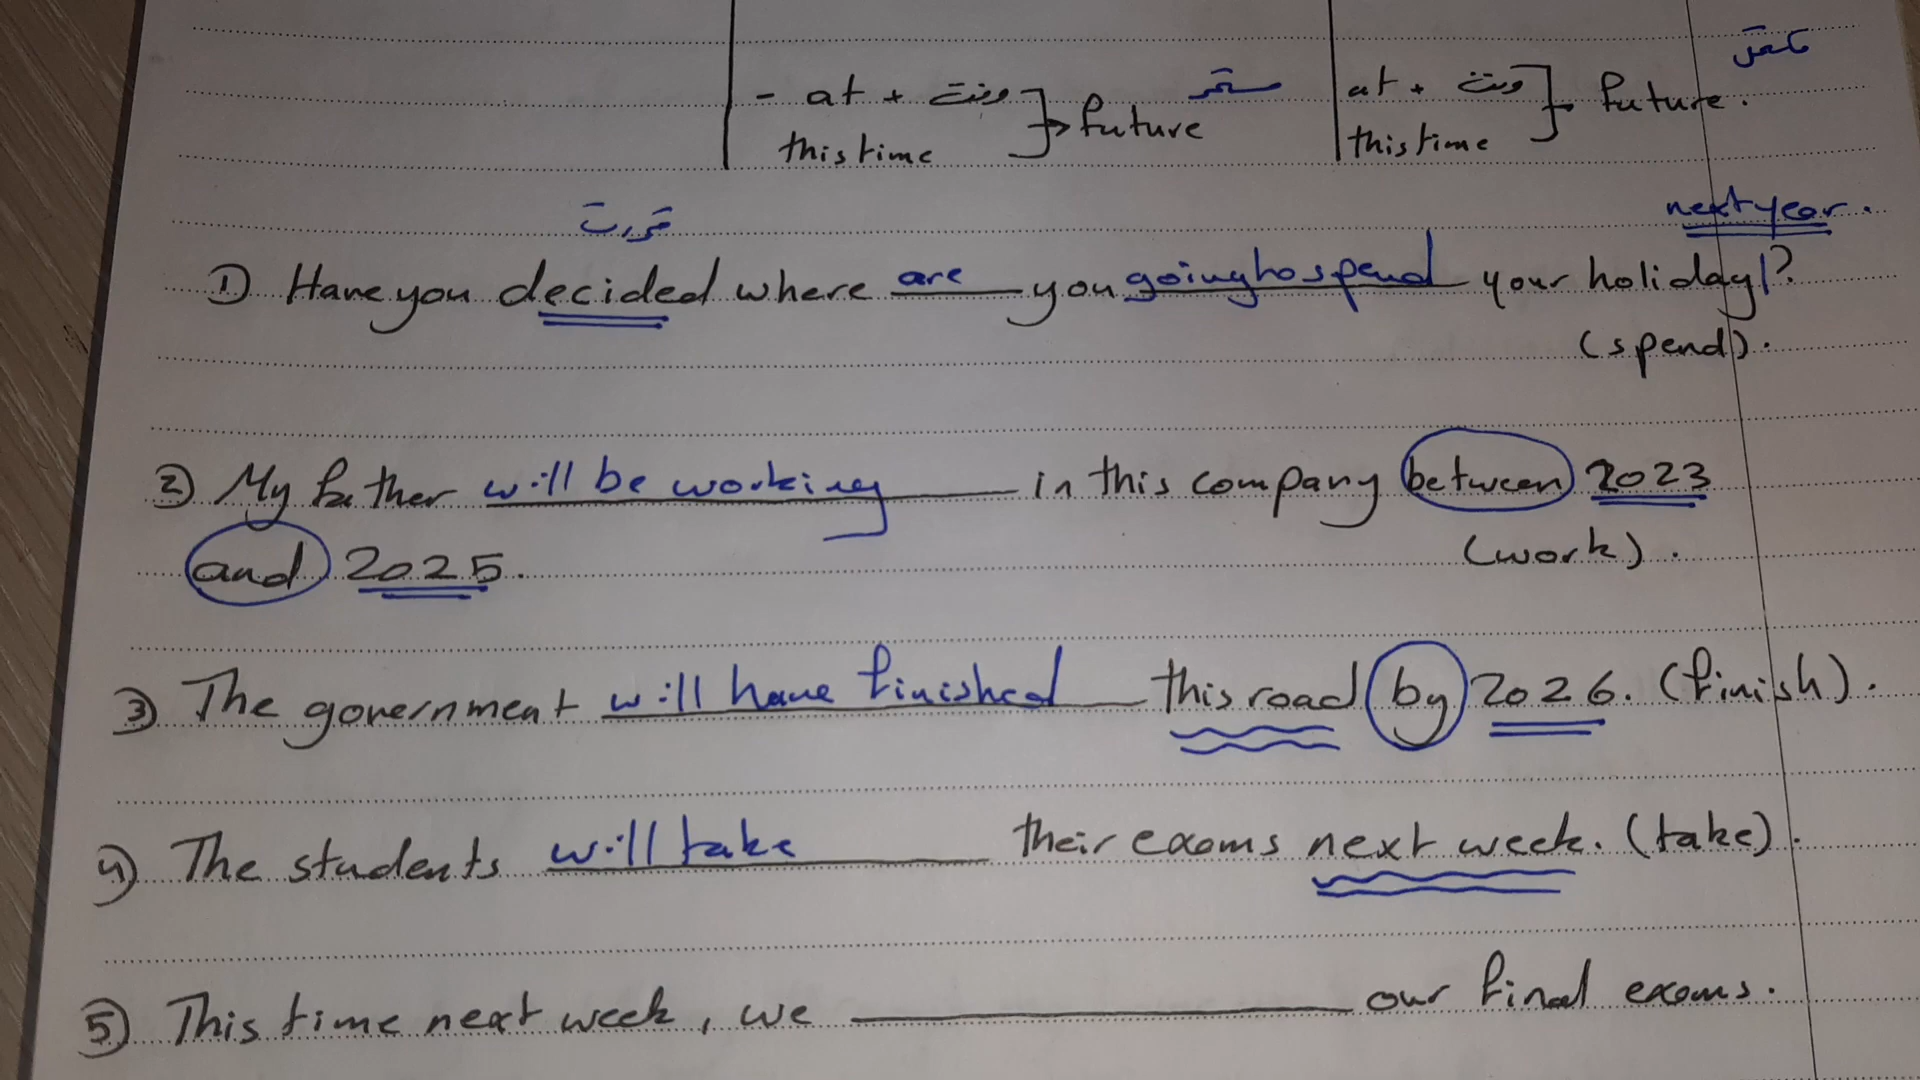 كامل
- at + وقت مستمر at + وقت
this time → future this time → future.
next year.
قررت
1) Have you decided where are you going to spend your holiday?
(spend).
2) My father will be working in this company between 2023
and 2025. (work).
3) The government will have finished this road by 2026. (finish).
4) The students will take their exams next week. (take).
5) This time next week, we ______ our final exams.